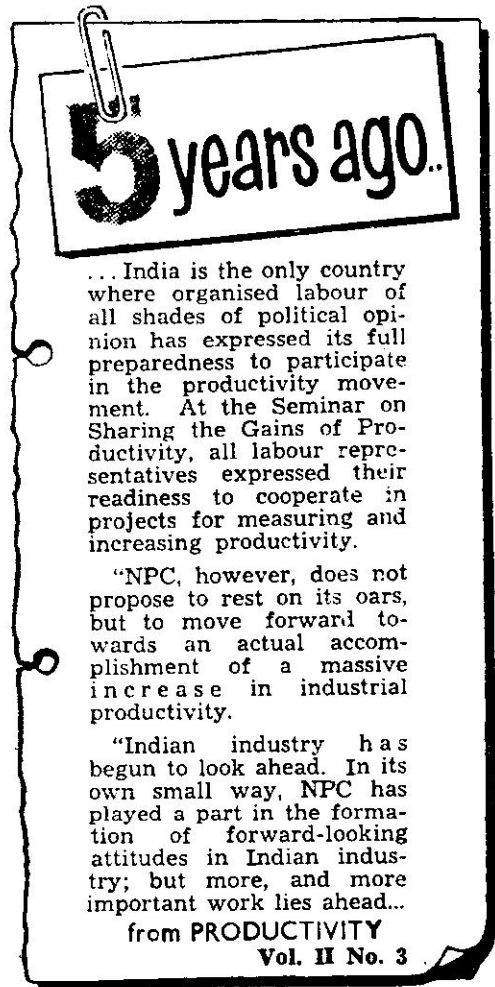 5 years ago..
... India is the only country
where organised labour of
all shades of political opi-
nion has expressed its full
preparedness to participate
in the productivity move-
ment. At the Seminar on
Sharing the Gains of Pro-
ductivity, all labour repre-
sentatives expressed their
readiness to cooperate in
projects for measuring and
increasing productivity.
"NPC, however, does not
propose to rest on its oars,
but to move forward to-
wards an actual accom-
plishment of a massive
increase in industrial
productivity.
"Indian industry has
begun to look ahead. In its
own small way, NPC has
played a part in the forma-
tion of forward-looking
attitudes in Indian indus-
try; but more, and more
important work lies ahead...
from PRODUCTIVITY
Vol. II No. 3